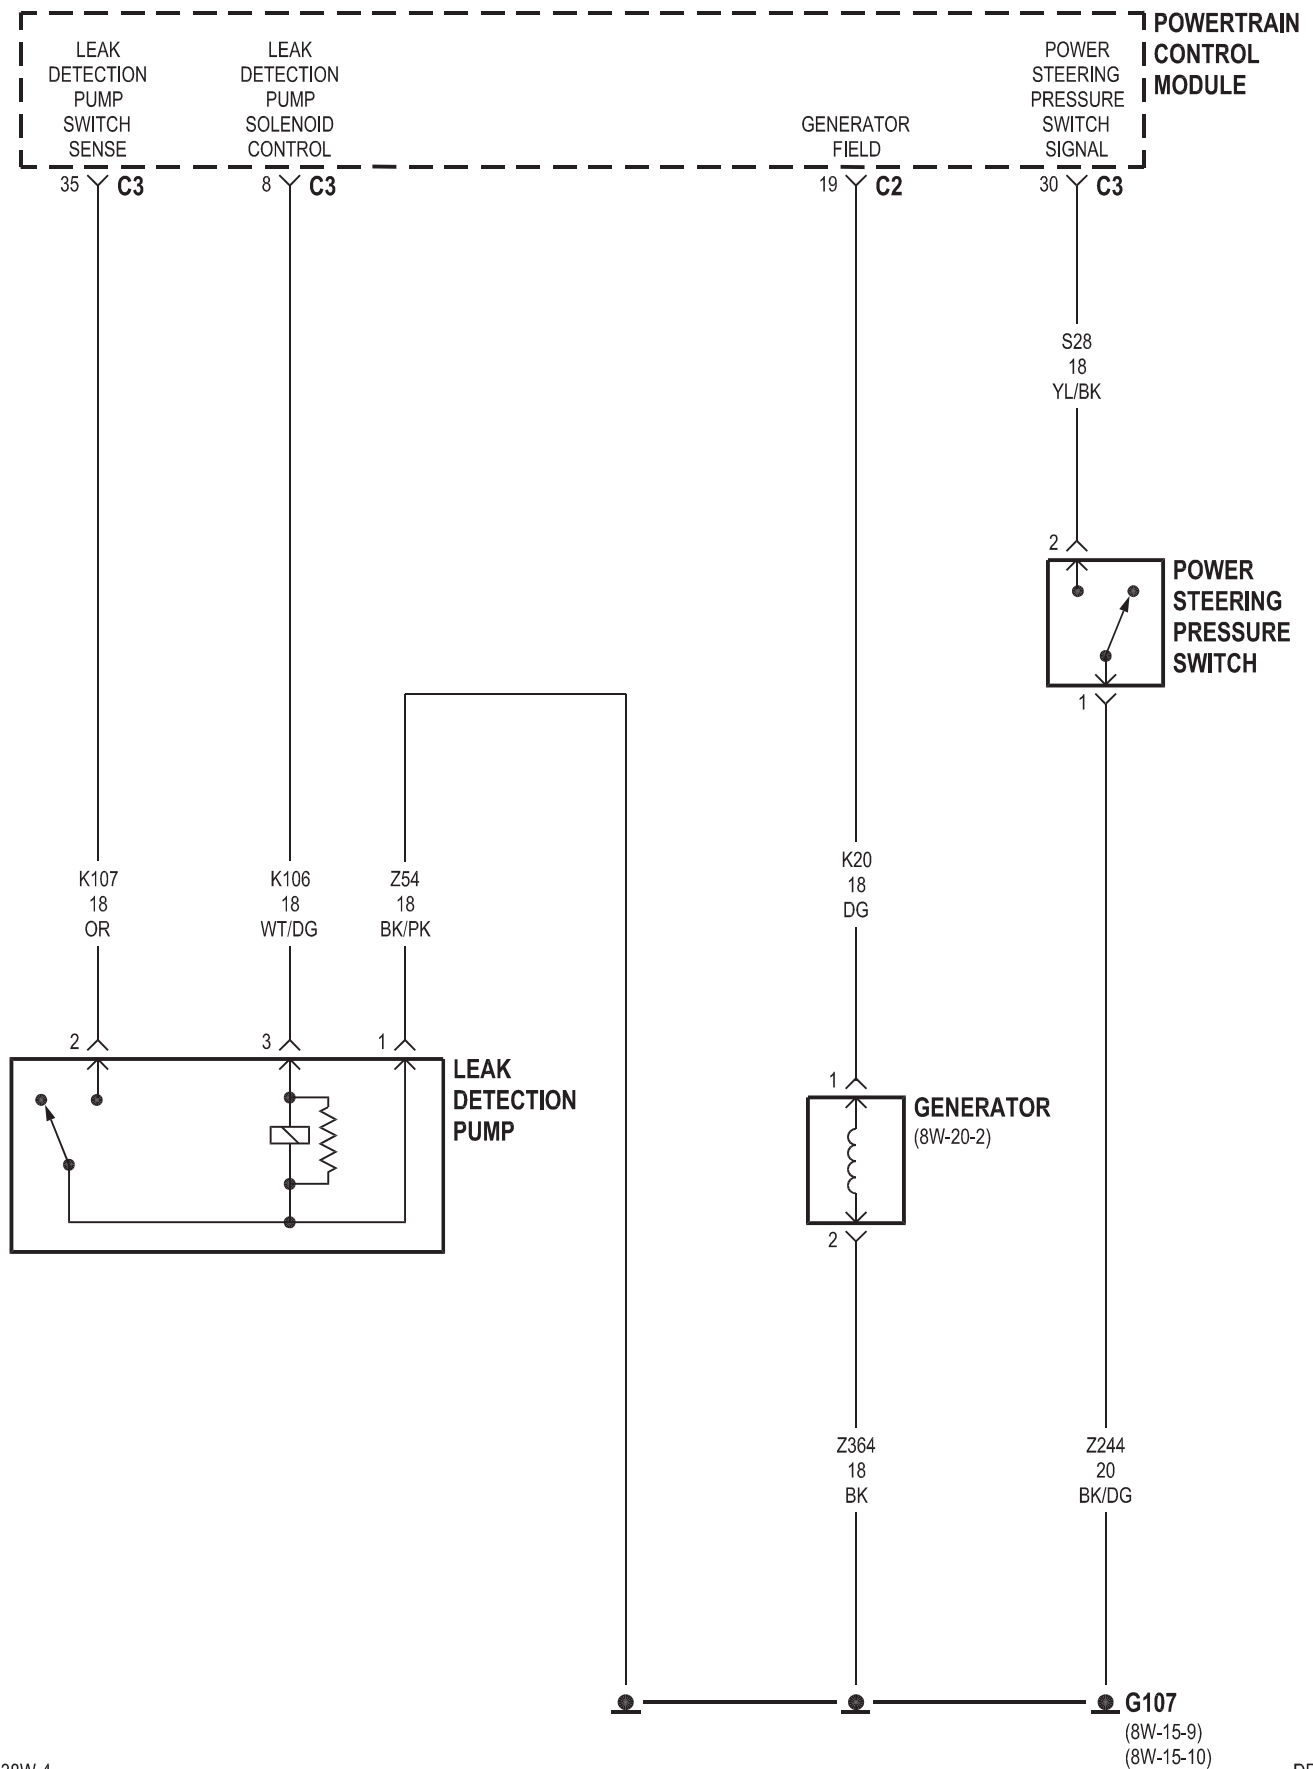 POWERTRAIN
CONTROL
MODULE
LEAK
DETECTION
PUMP
SWITCH
SENSE
LEAK
DETECTION
PUMP
SOLENOID
CONTROL
GENERATOR
FIELD
POWER
STEERING
PRESSURE
SWITCH
SIGNAL
35 C3
8 C3
19 C2
30 C3
S28
18
YL/BK
2
POWER
STEERING
PRESSURE
SWITCH
1
K107
18
OR
K106
18
WT/DG
Z54
18
BK/PK
K20
18
DG
2
3
1
LEAK
DETECTION
PUMP
1
GENERATOR
(8W-20-2)
2
Z364
18
BK
Z244
20
BK/DG
G107
(8W-15-9)
(8W-15-10)